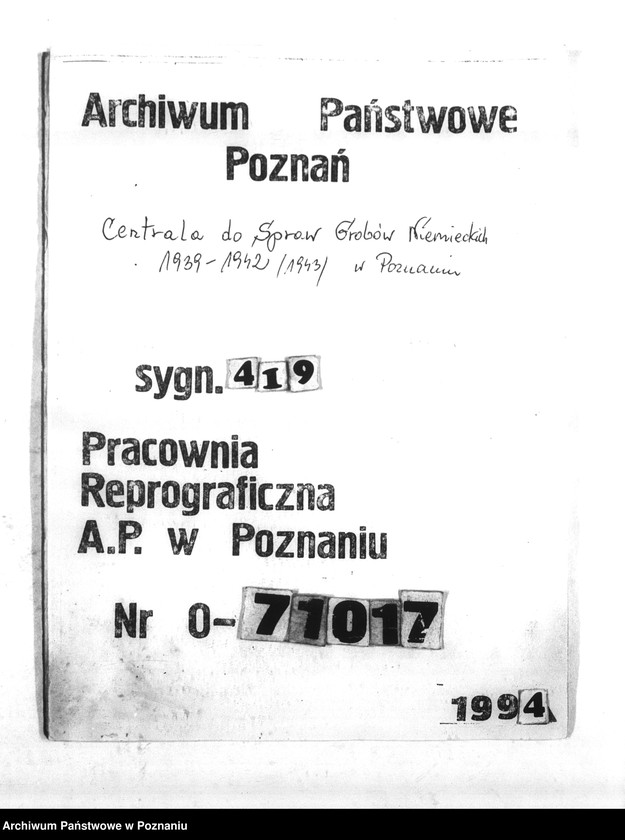 Archiwum Państwowe
Poznań
Centrala do Spraw Grobów Niemieckich
1939-1942 /1943/ w Poznaniu
sygn. 419
Pracownia
Reprograficzna
A.P. w Poznaniu
Nr 0-71017
1994
Archiwum Państwowe w Poznaniu